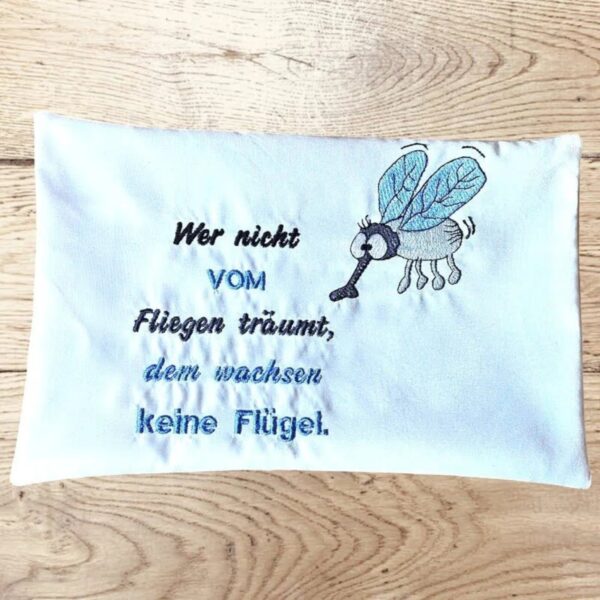 Wer nicht
VOM
Fliegen träumt,
dem wachsen
keine Flügel.